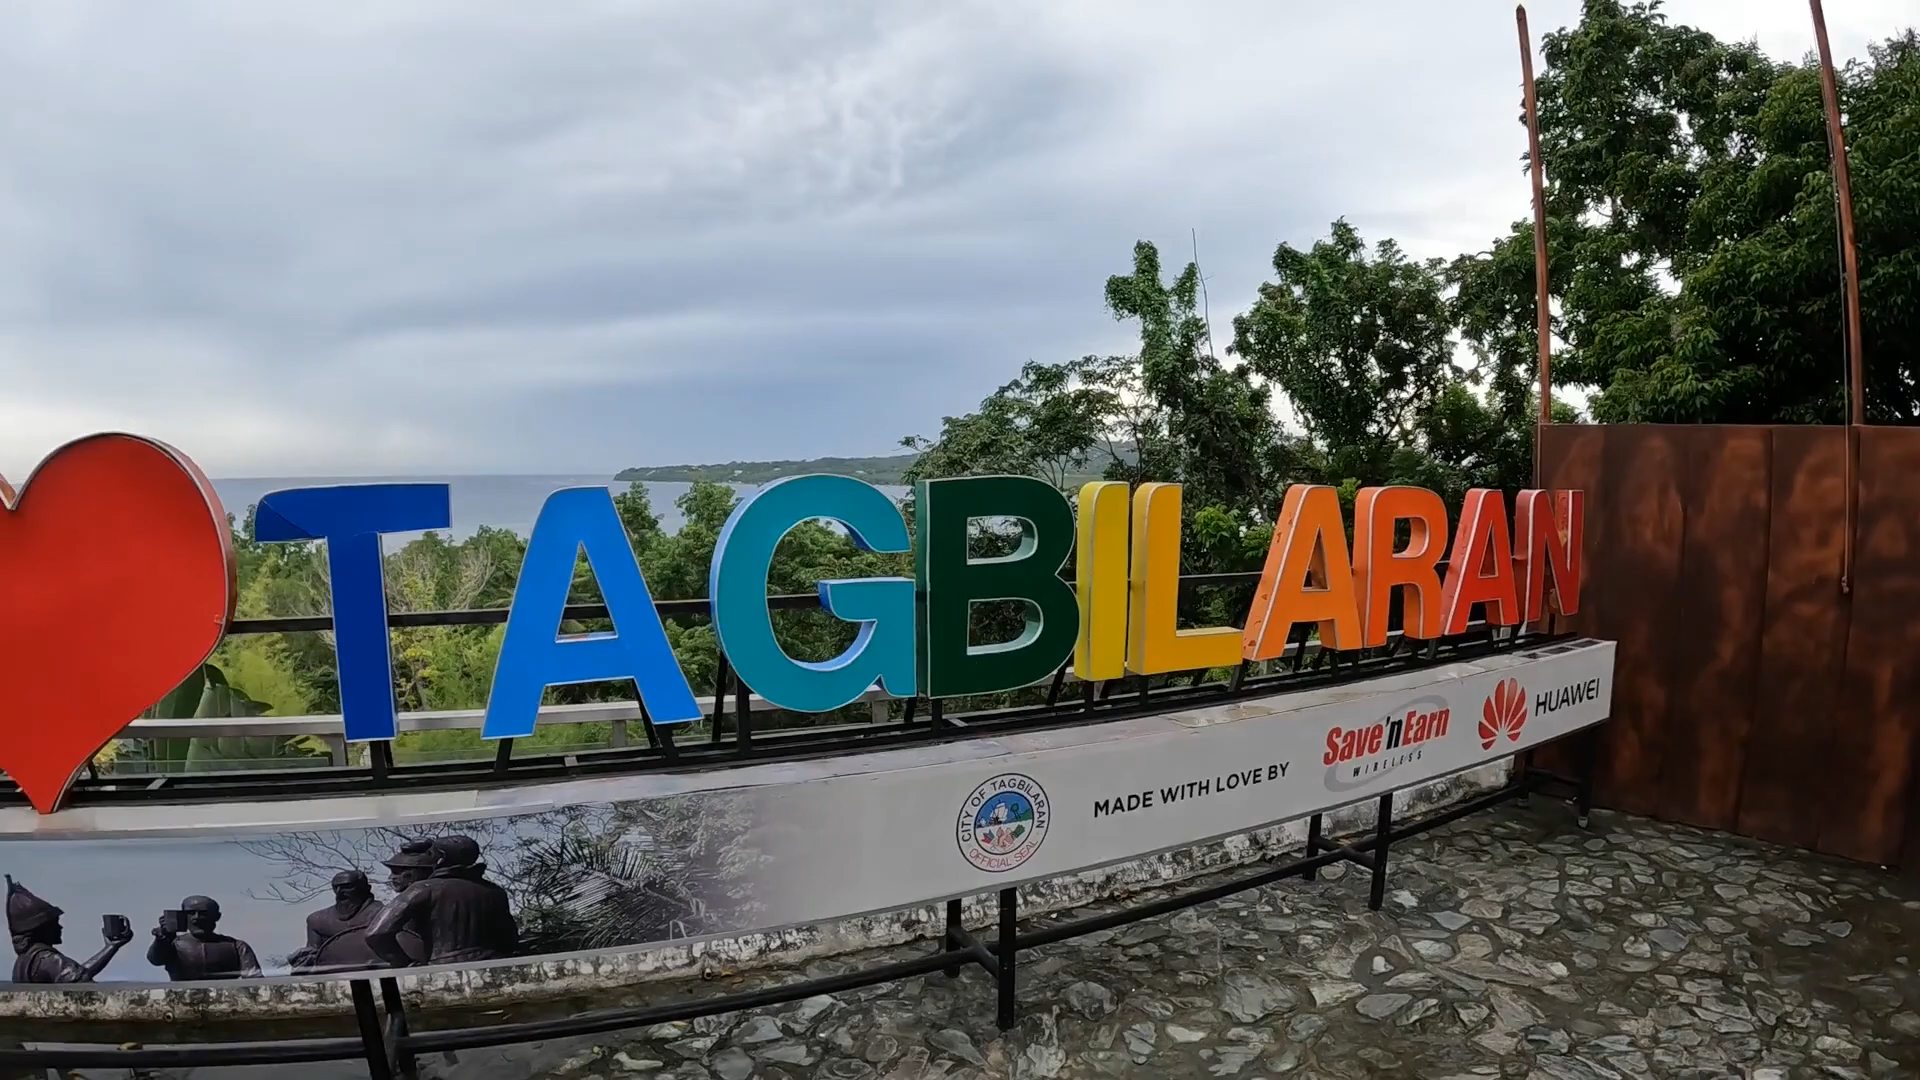 TAGBILARAN
CITY OF TAGBILARAN
OFFICIAL SEAL
MADE WITH LOVE BY
Save'nEarn
WIRELESS
HUAWEI